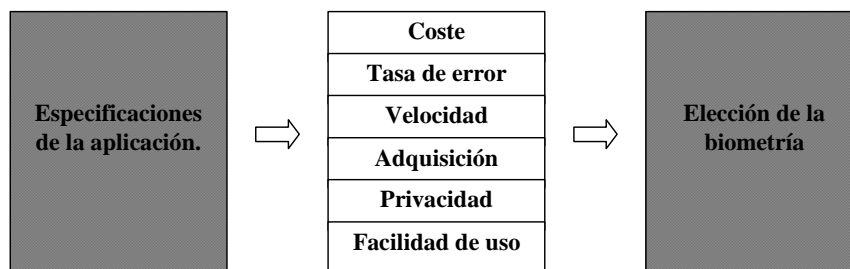 Especificaciones
de la aplicación.
Coste
Tasa de error
Velocidad
Adquisición
Privacidad
Facilidad de uso
Elección de la
biometría